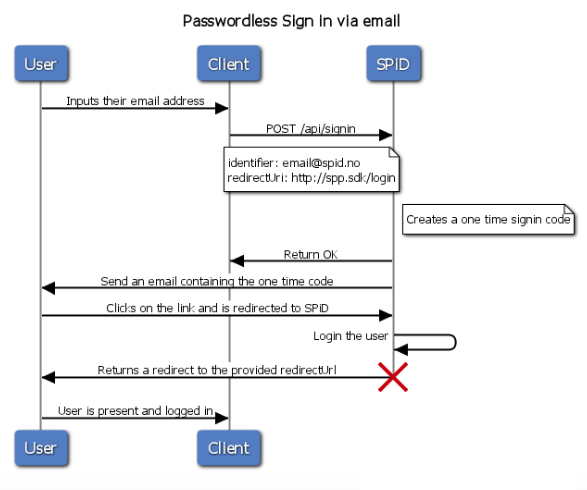 Passwordless Sign in via email
User
Client
SPiD
Inputs their email address
POST /api/signin
identifier: email@spid.no
redirectUri: http://spp.sdk/login
Creates a one time signin code
Return OK
Send an email containing the one time code
Clicks on the link and is redirected to SPiD
Login the user
Returns a redirect to the provided redirectUrl
User is present and logged in
User
Client